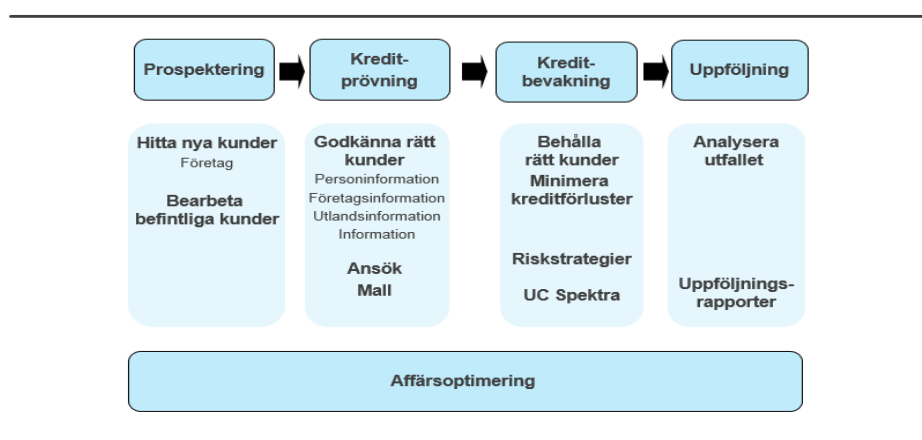 Prospektering
Kredit-
prövning
Kredit-
bevakning
Uppföljning
Hitta nya kunder
Företag
Bearbeta
befintliga kunder
Godkänna rätt
kunder
Personinformation
Företagsinformation
Utlandsinformation
Information
Ansök
Mall
Behålla
rätt kunder
Minimera
kreditförluster
Riskstrategier
UC Spektra
Analysera
utfallet
Uppföljnings-
rapporter
Affärsoptimering